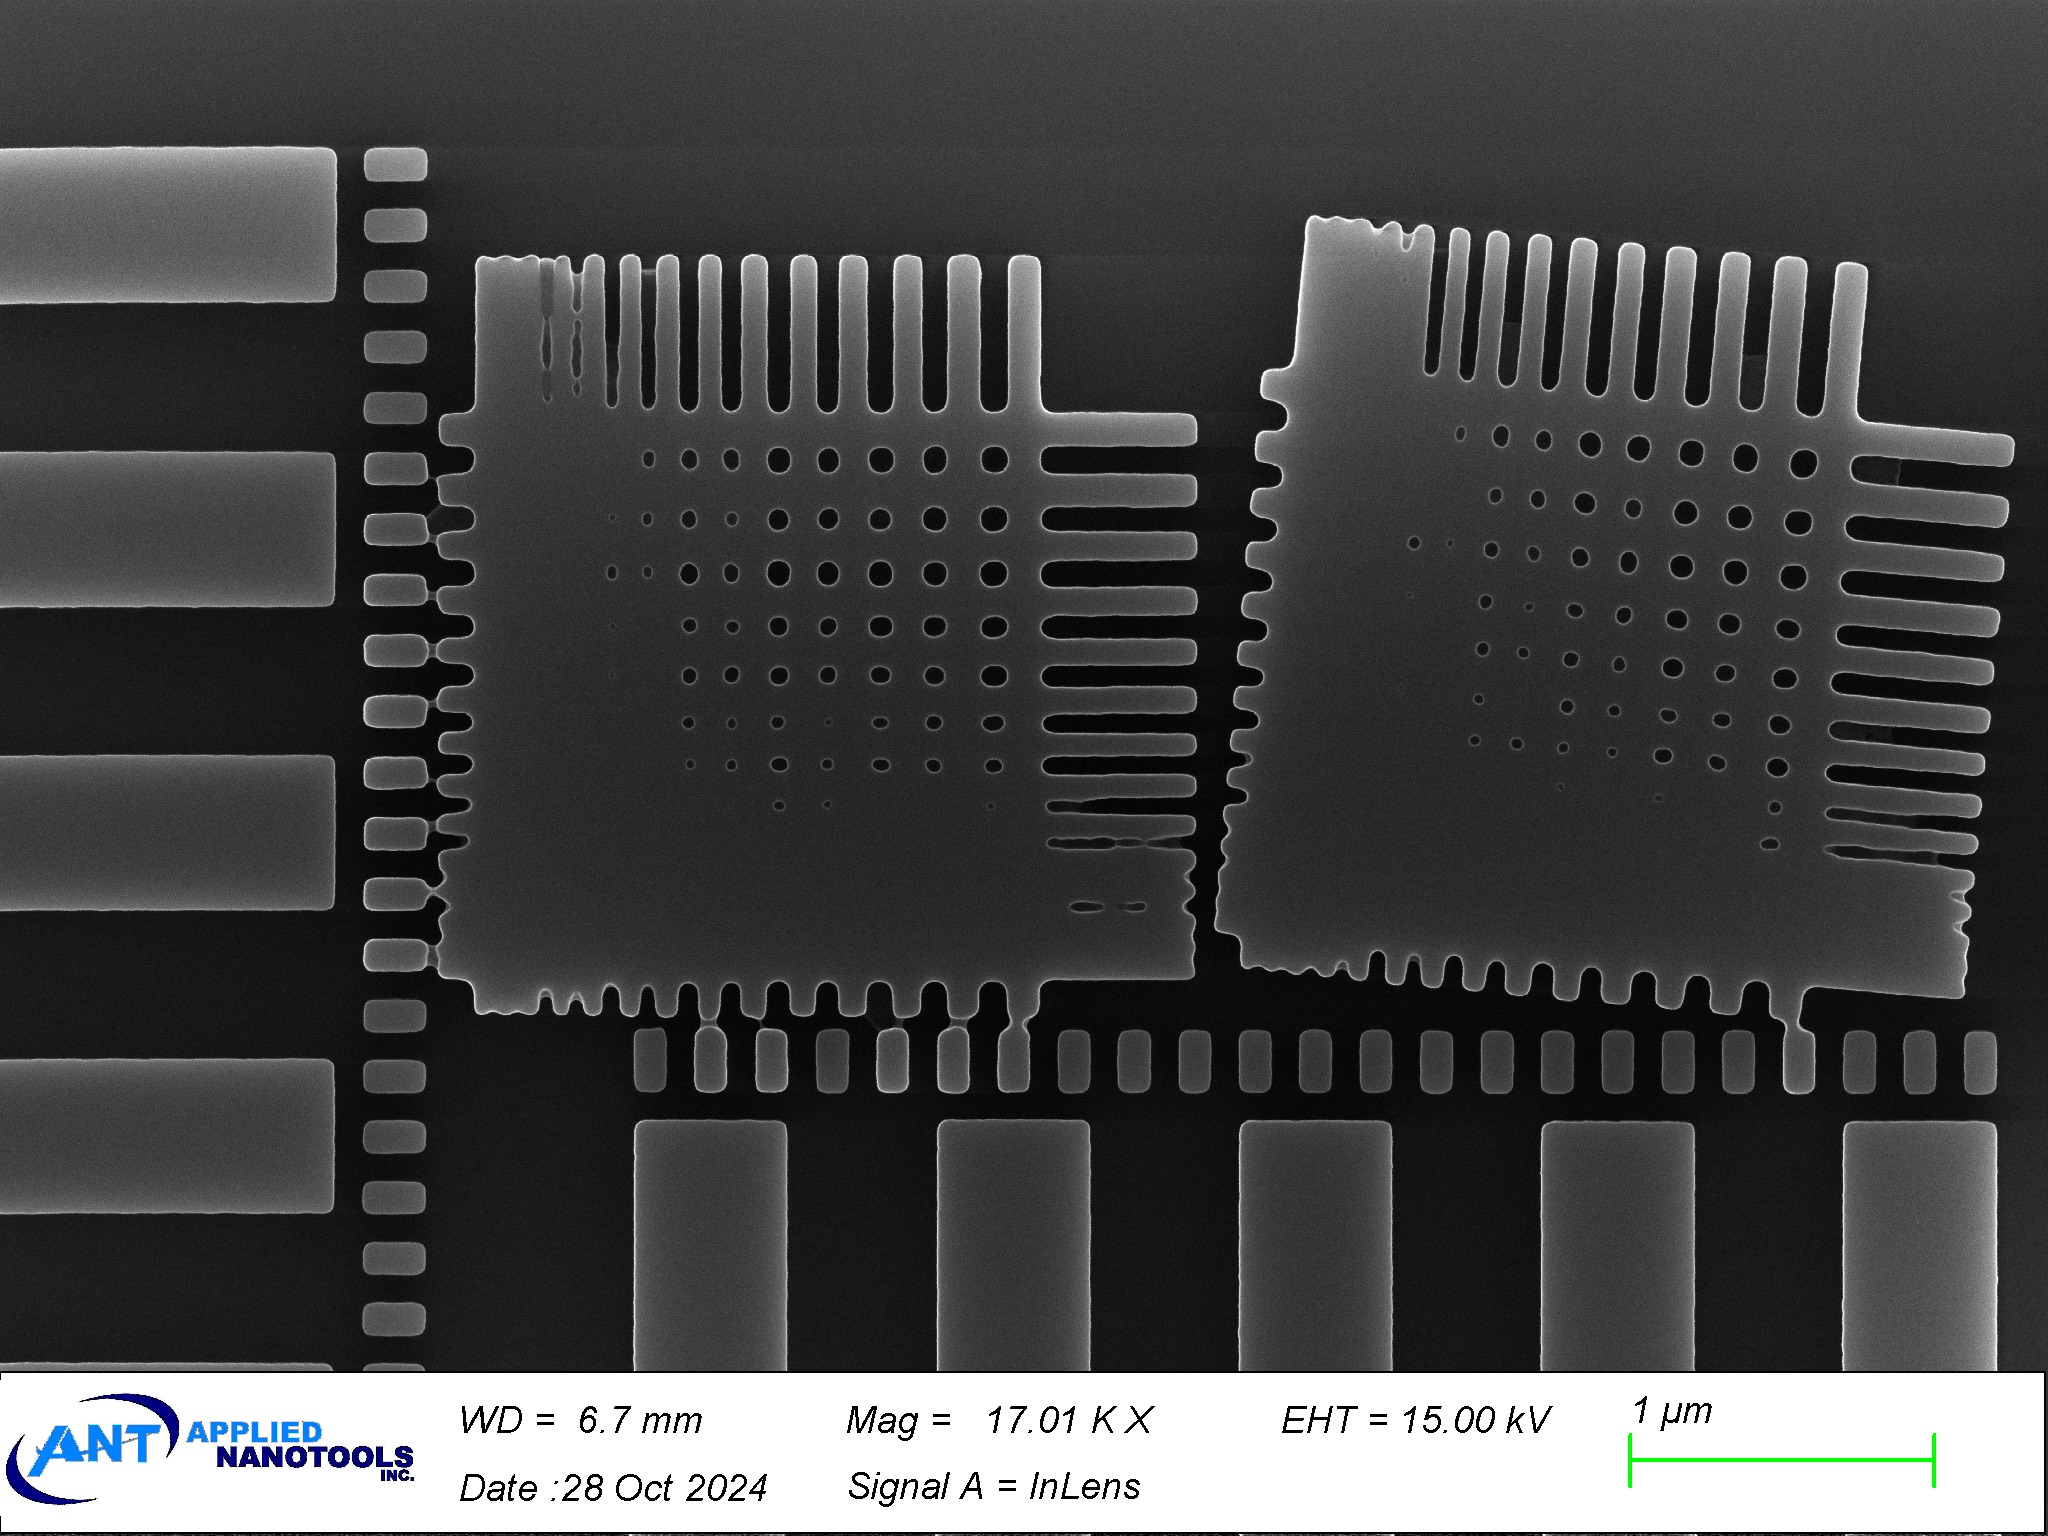 ANT APPLIED NANOTOOLS INC.
WD = 6.7 mm Mag = 17.01 K X EHT = 15.00 kV 1 µm
Date :28 Oct 2024 Signal A = InLens